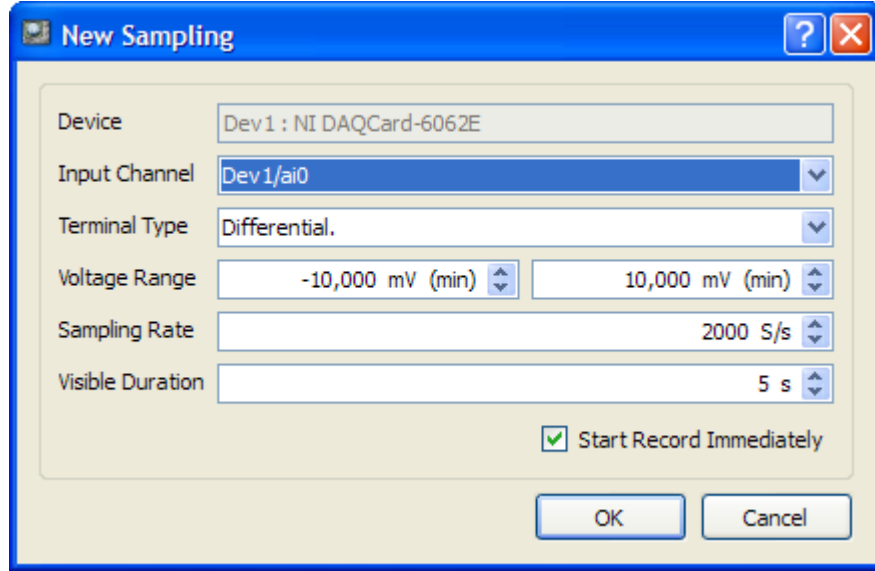 New Sampling
Device Dev1 : NI DAQCard-6062E
Input Channel Dev1/ai0
Terminal Type Differential.
Voltage Range -10,000 mV (min) 10,000 mV (min)
Sampling Rate 2000 S/s
Visible Duration 5 s
Start Record Immediately
OK Cancel